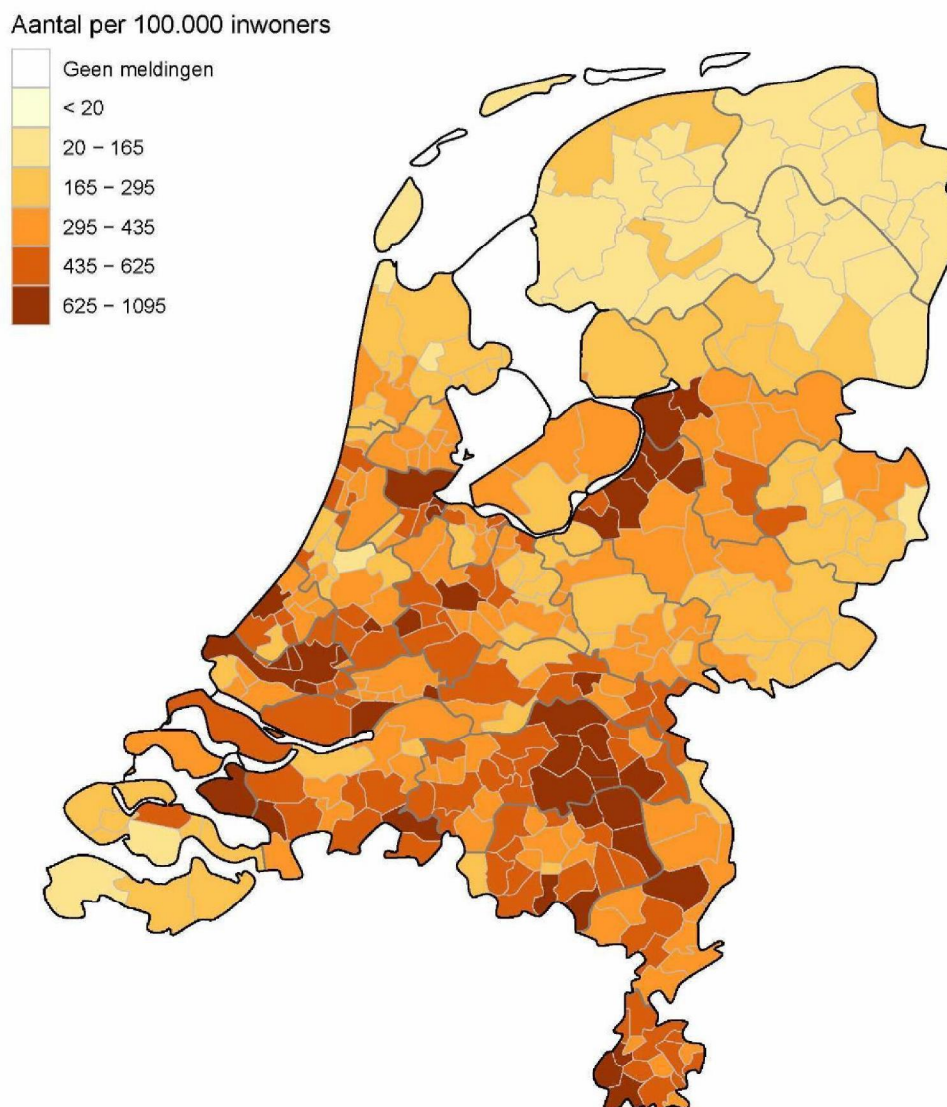 Aantal per 100.000 inwoners
Geen meldingen
< 20
20 − 165
165 − 295
295 − 435
435 − 625
625 − 1095